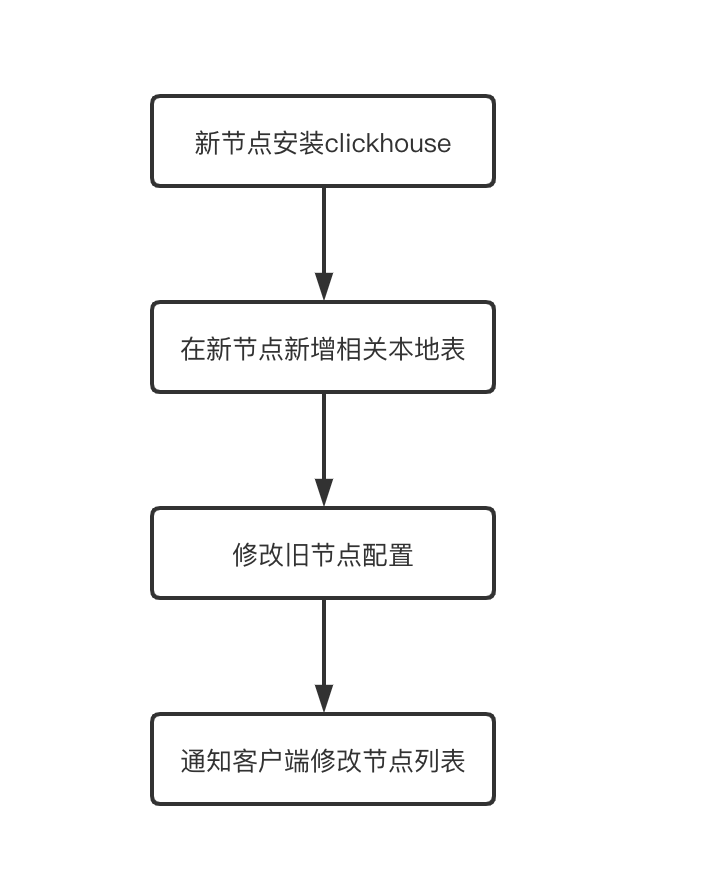 新节点安装clickhouse
在新节点新增相关本地表
修改旧节点配置
通知客户端修改节点列表